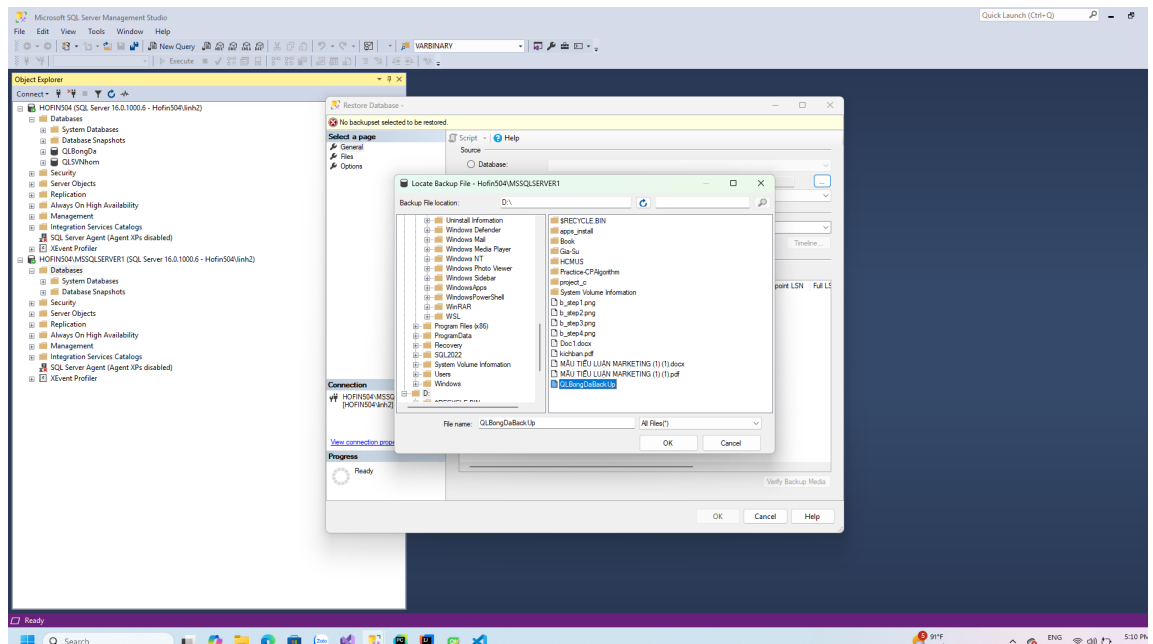 Microsoft SQL Server Management Studio
Quick Launch (Ctrl+Q)
File Edit View Tools Window Help
New Query
VARBINARY
Execute
Object Explorer
Connect
HOFIN504 (SQL Server 16.0.1000.6 - Hofin504\linh2)
Databases
System Databases
Database Snapshots
QLBongDa
QLSVNhom
Security
Server Objects
Replication
Always On High Availability
Management
Integration Services Catalogs
SQL Server Agent (Agent XPs disabled)
XEvent Profiler
HOFIN504\MSSQLSERVER1 (SQL Server 16.0.1000.6 - Hofin504\linh2)
Databases
System Databases
Database Snapshots
Security
Server Objects
Replication
Always On High Availability
Management
Integration Services Catalogs
SQL Server Agent (Agent XPs disabled)
XEvent Profiler
Restore Database -
No backupset selected to be restored.
Select a page
General
Files
Options
Script Help
Source
Database:
...
Timeline...
point LSN Full LS
Connection
HOFIN504\MSSQ
[HOFIN504\linh2]
View connection prope
Progress
Ready
Verify Backup Media
OK Cancel Help
Locate Backup File - Hofin504\MSSQLSERVER1
Backup File location: D:\
Uninstall Information
Windows Defender
Windows Mail
Windows Media Player
Windows NT
Windows Photo Viewer
Windows Sidebar
WindowsApps
WindowsPowerShell
WinRAR
WSL
Program Files (x86)
ProgramData
Recovery
SQL2022
System Volume Information
Users
Windows
D:
$RECYCLE.BIN
$RECYCLE.BIN
apps_install
Book
Gia-Su
HCMUS
Practice-CPAlgorithm
project_c
System Volume Information
b_step1.png
b_step2.png
b_step3.png
b_step4.png
Doc1.docx
kichban.pdf
MẪU TIỂU LUẬN MARKETING (1) (1).docx
MẪU TIỂU LUẬN MARKETING (1) (1).pdf
QLBongDaBackUp
File name: QLBongDaBackUp
All Files(*)
OK Cancel
Ready
Search
Zalo
5
91°F
ENG
5:10 PM